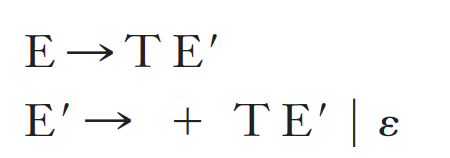 E → T E′
E′ → + T E′ | ε